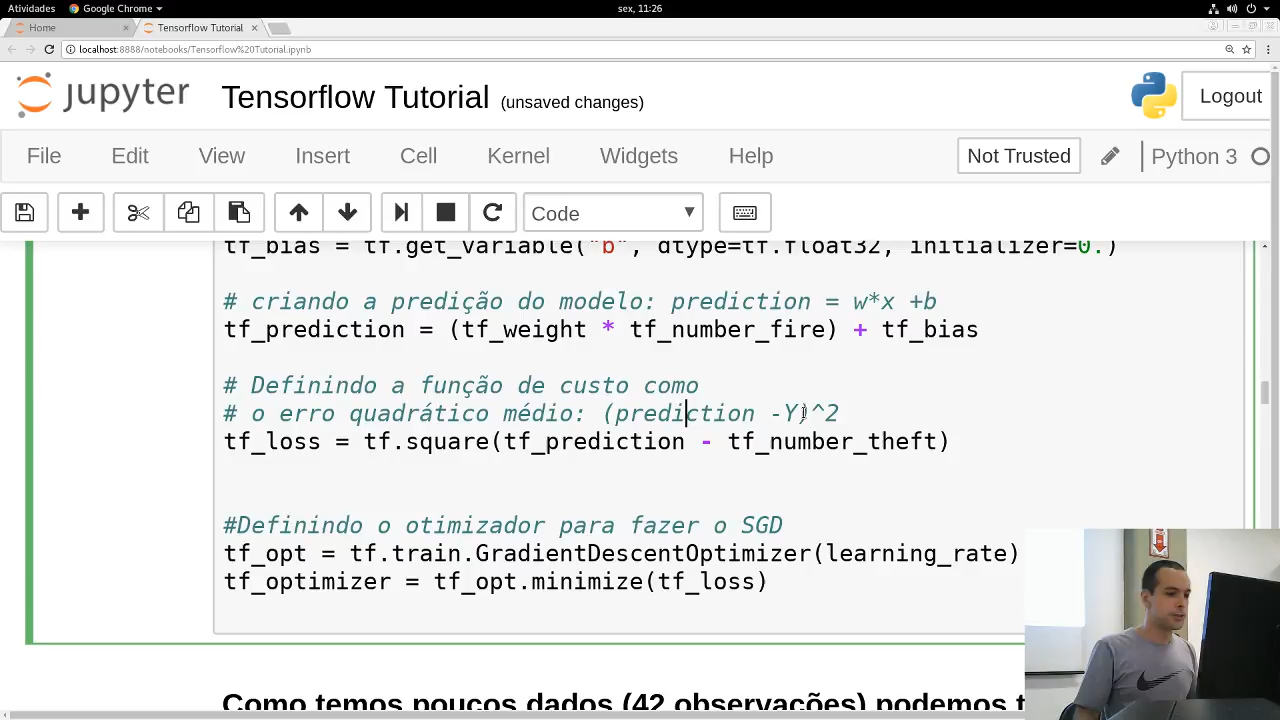 Atividades
Google Chrome
sex, 11:26
Home
Tensorflow Tutorial
localhost:8888/notebooks/Tensorflow%20Tutorial.ipynb
jupyter
Tensorflow Tutorial (unsaved changes)
Logout
File Edit View Insert Cell Kernel Widgets Help
Not Trusted
Python 3
Code
tf_bias = tf.get_variable("b", dtype=tf.float32, initializer=0.)
# criando a predição do modelo: prediction = w*x +b
tf_prediction = (tf_weight * tf_number_fire) + tf_bias
# Definindo a função de custo como
# o erro quadrático médio: (prediction -Y)^2
tf_loss = tf.square(tf_prediction - tf_number_theft)
#Definindo o otimizador para fazer o SGD
tf_opt = tf.train.GradientDescentOptimizer(learning_rate)
tf_optimizer = tf_opt.minimize(tf_loss)
Como temos poucos dados (42 observações) podemos